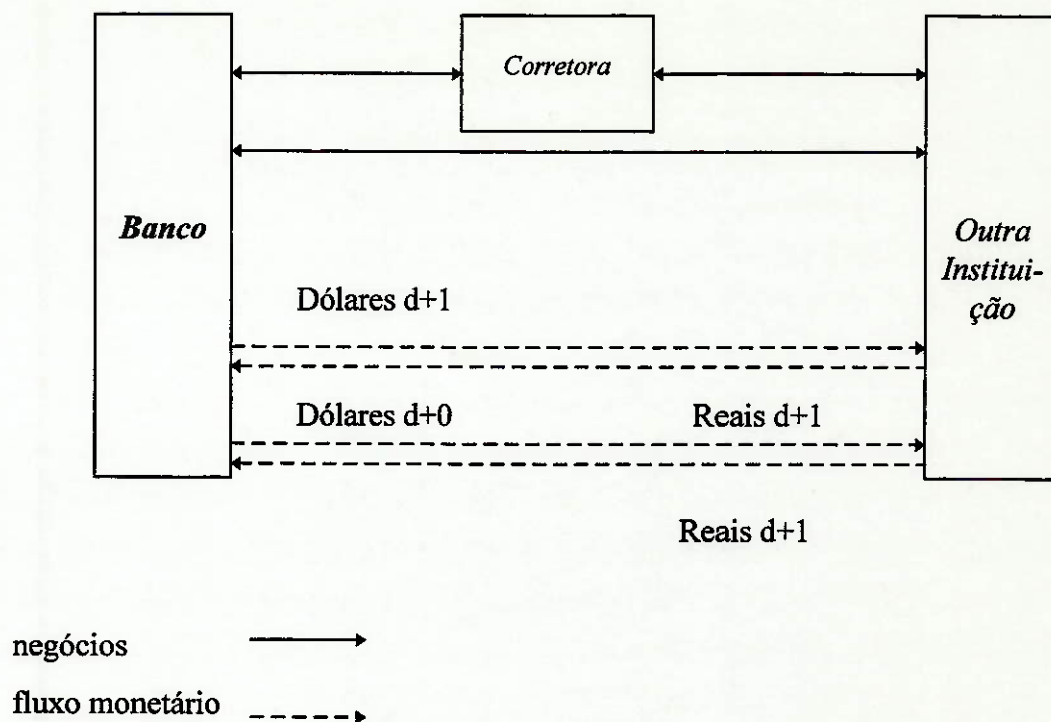 Corretora
Banco
Outra
Institui-
ção
Dólares d+1
Dólares d+0
Reais d+1
Reais d+1
negócios
fluxo monetário